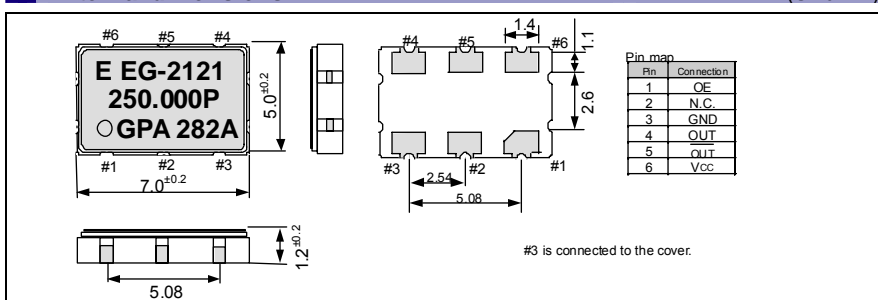 #6 #5 #4
E EG-2121
250.000P
GPA 282A
#1 #2 #3
7.0±0.2
5.0±0.2
1.2±0.2
5.08
1.4
#4 #5 #6
1.1
2.6
#3 #2 #1
2.54
5.08
Pin map
Pin Connection
1 OE
2 N.C.
3 GND
4 OUT
5 O̅U̅T̅
6 VCC
#3 is connected to the cover.